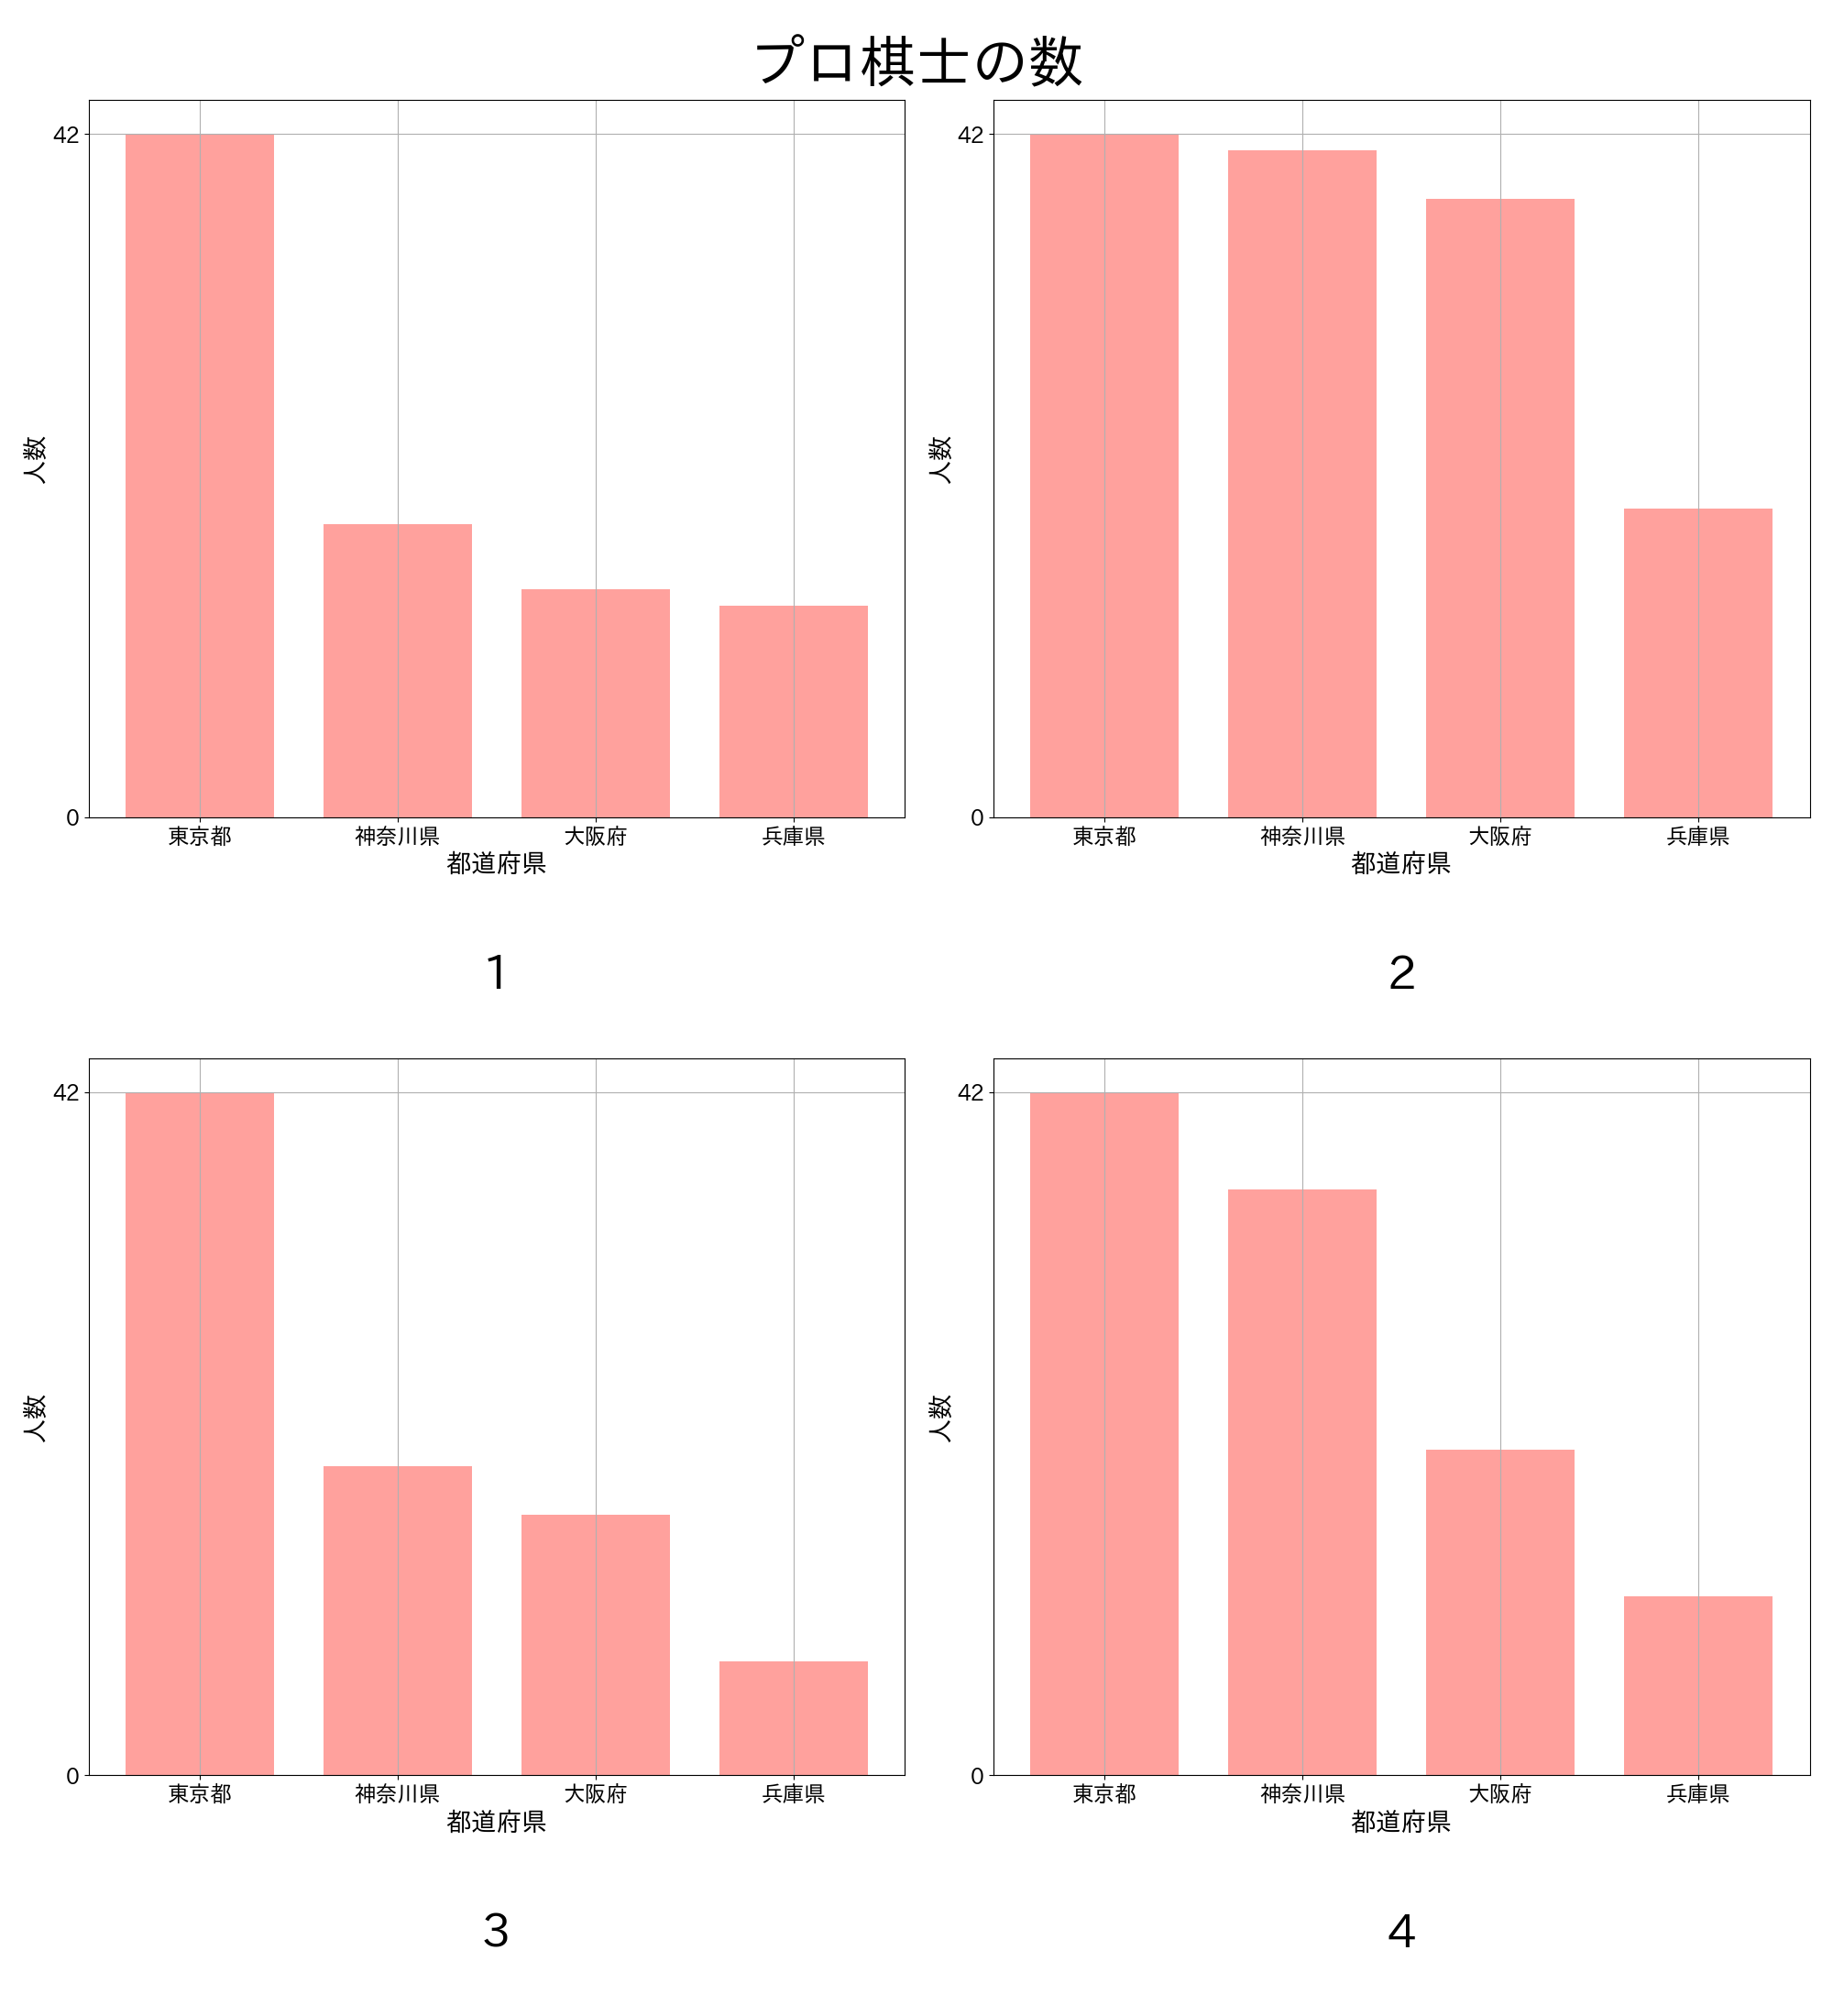 プロ棋士の数
42
0
人数
東京都 神奈川県 大阪府 兵庫県
都道府県
1
42
0
人数
東京都 神奈川県 大阪府 兵庫県
都道府県
2
42
0
人数
東京都 神奈川県 大阪府 兵庫県
都道府県
3
42
0
人数
東京都 神奈川県 大阪府 兵庫県
都道府県
4